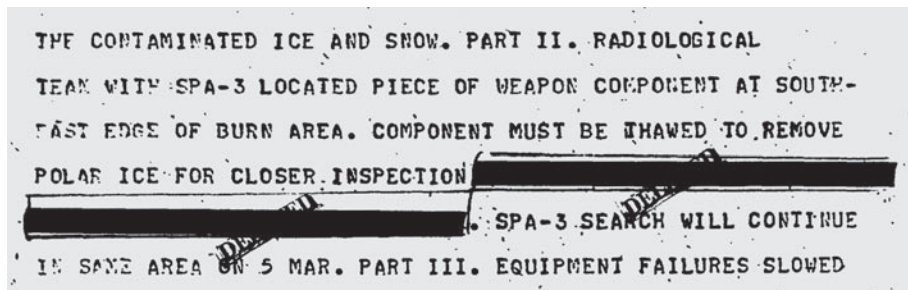 THE CONTAMINATED ICE AND SNOW. PART II. RADIOLOGICAL
TEAM WITH SPA-3 LOCATED PIECE OF WEAPON COMPONENT AT SOUTH-
EAST EDGE OF BURN AREA. COMPONENT MUST BE THAWED TO REMOVE
POLAR ICE FOR CLOSER INSPECTION
DELETED
DELETED
. SPA-3 SEARCH WILL CONTINUE
IN SAME AREA ON 5 MAR. PART III. EQUIPMENT FAILURES SLOWED